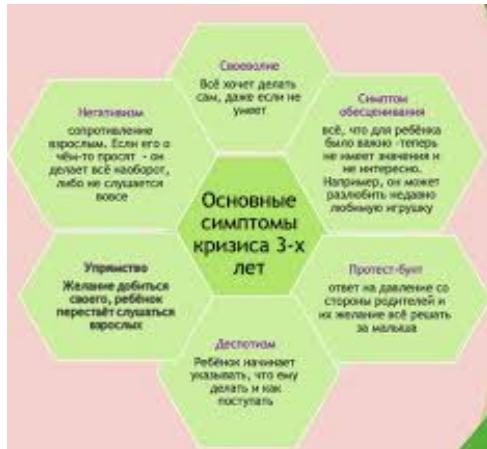 Своеволие
Всё хочет делать
сам, даже если не
умеет
Негативизм
сопротивление
взрослым. Если его о
чём-то просят - он
делает всё наоборот,
либо не слушается
вовсе
Симптом
обесценивания
всё, что для ребёнка
было важно -теперь
не имеет значения и
не интересно.
Например, он может
разлюбить недавно
любимую игрушку
Основные
симптомы
кризиса 3-х
лет
Упрямство
Желание добиться
своего, ребёнок
перестаёт слушаться
взрослых
Протест-бунт
ответ на давление со
стороны родителей и
их желание всё решать
за малыша
Деспотизм
Ребёнок начинает
указывать, что ему
делать и как
поступать